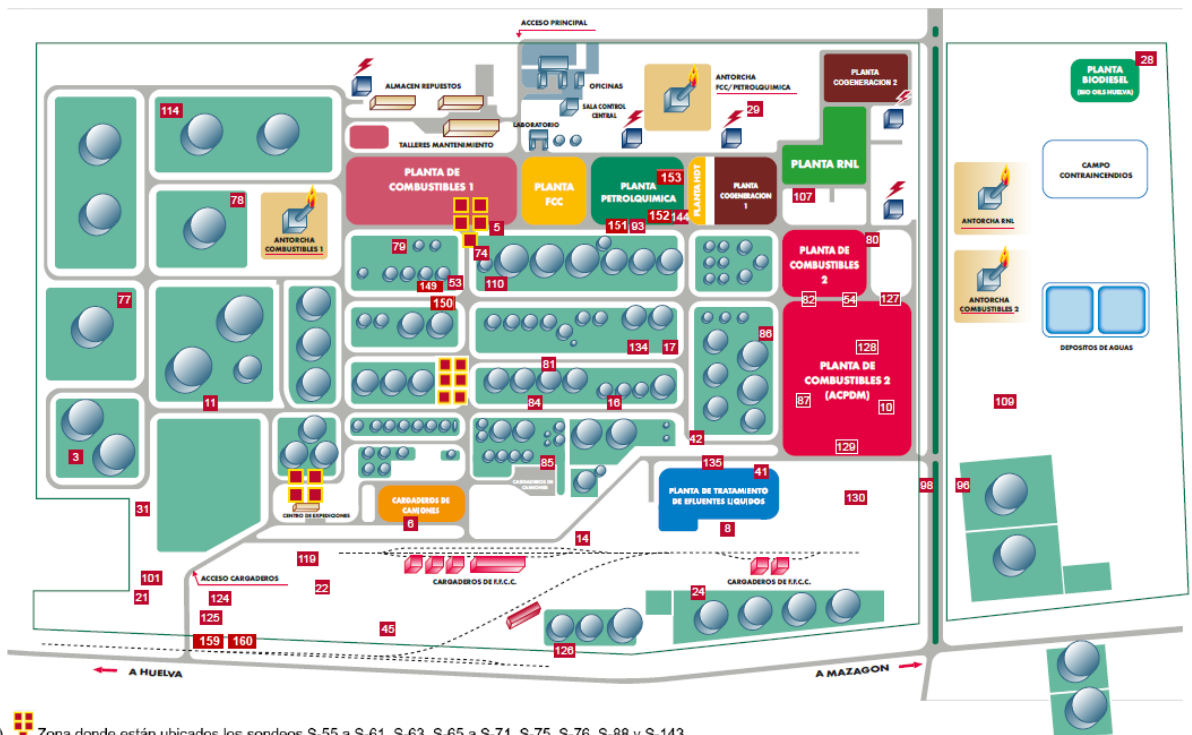 ACCESO PRINCIPAL
PLANTA
COGENERACION 2
PLANTA
BIODIESEL
(BIO OILS HUELVA)
28
ALMACEN REPUESTOS
OFICINAS
SALA CONTROL
CENTRAL
ANTORCHA
FCC/PETROLQUIMICA
29
114
LABORATORIO
TALLERES MANTENIMIENTO
PLANTA DE
COMBUSTIBLES 1
PLANTA
FCC
PLANTA
PETROLQUIMICA
153
152
144
151
93
PLANTA HDT
PLANTA
COGENERACION
1
PLANTA RNL
107
CAMPO
CONTRAINCENDIOS
ANTORCHA RNL
78
ANTORCHA
COMBUSTIBLES 1
5
79
74
53
110
149
150
PLANTA DE
COMBUSTIBLES
2
80
82
54
127
ANTORCHA
COMBUSTIBLES 2
DEPOSITOS DE AGUAS
77
134
17
86
81
84
16
11
128
PLANTA DE
COMBUSTIBLES 2
(ACPDM)
87
10
129
109
3
42
85
CARGADEROS DE
CAMIONES
135
41
PLANTA DE TRATAMIENTO
DE EFLUENTES LIQUIDOS
8
130
98
96
31
CENTRO DE EXPEDICIONES
CARDADEROS DE
CAMJONES
6
14
119
CARGADEROS DE F.F.C.C.
CARGADEROS DE F.F.C.C.
101
ACCESO CARGADEROS
22
21
124
24
125
45
159
160
126
A HUELVA
A MAZAGON
Zona donde están ubicados los sondeos S-55 a S-61, S-63, S-65 a S-71, S-75, S-76, S-88 y S-143